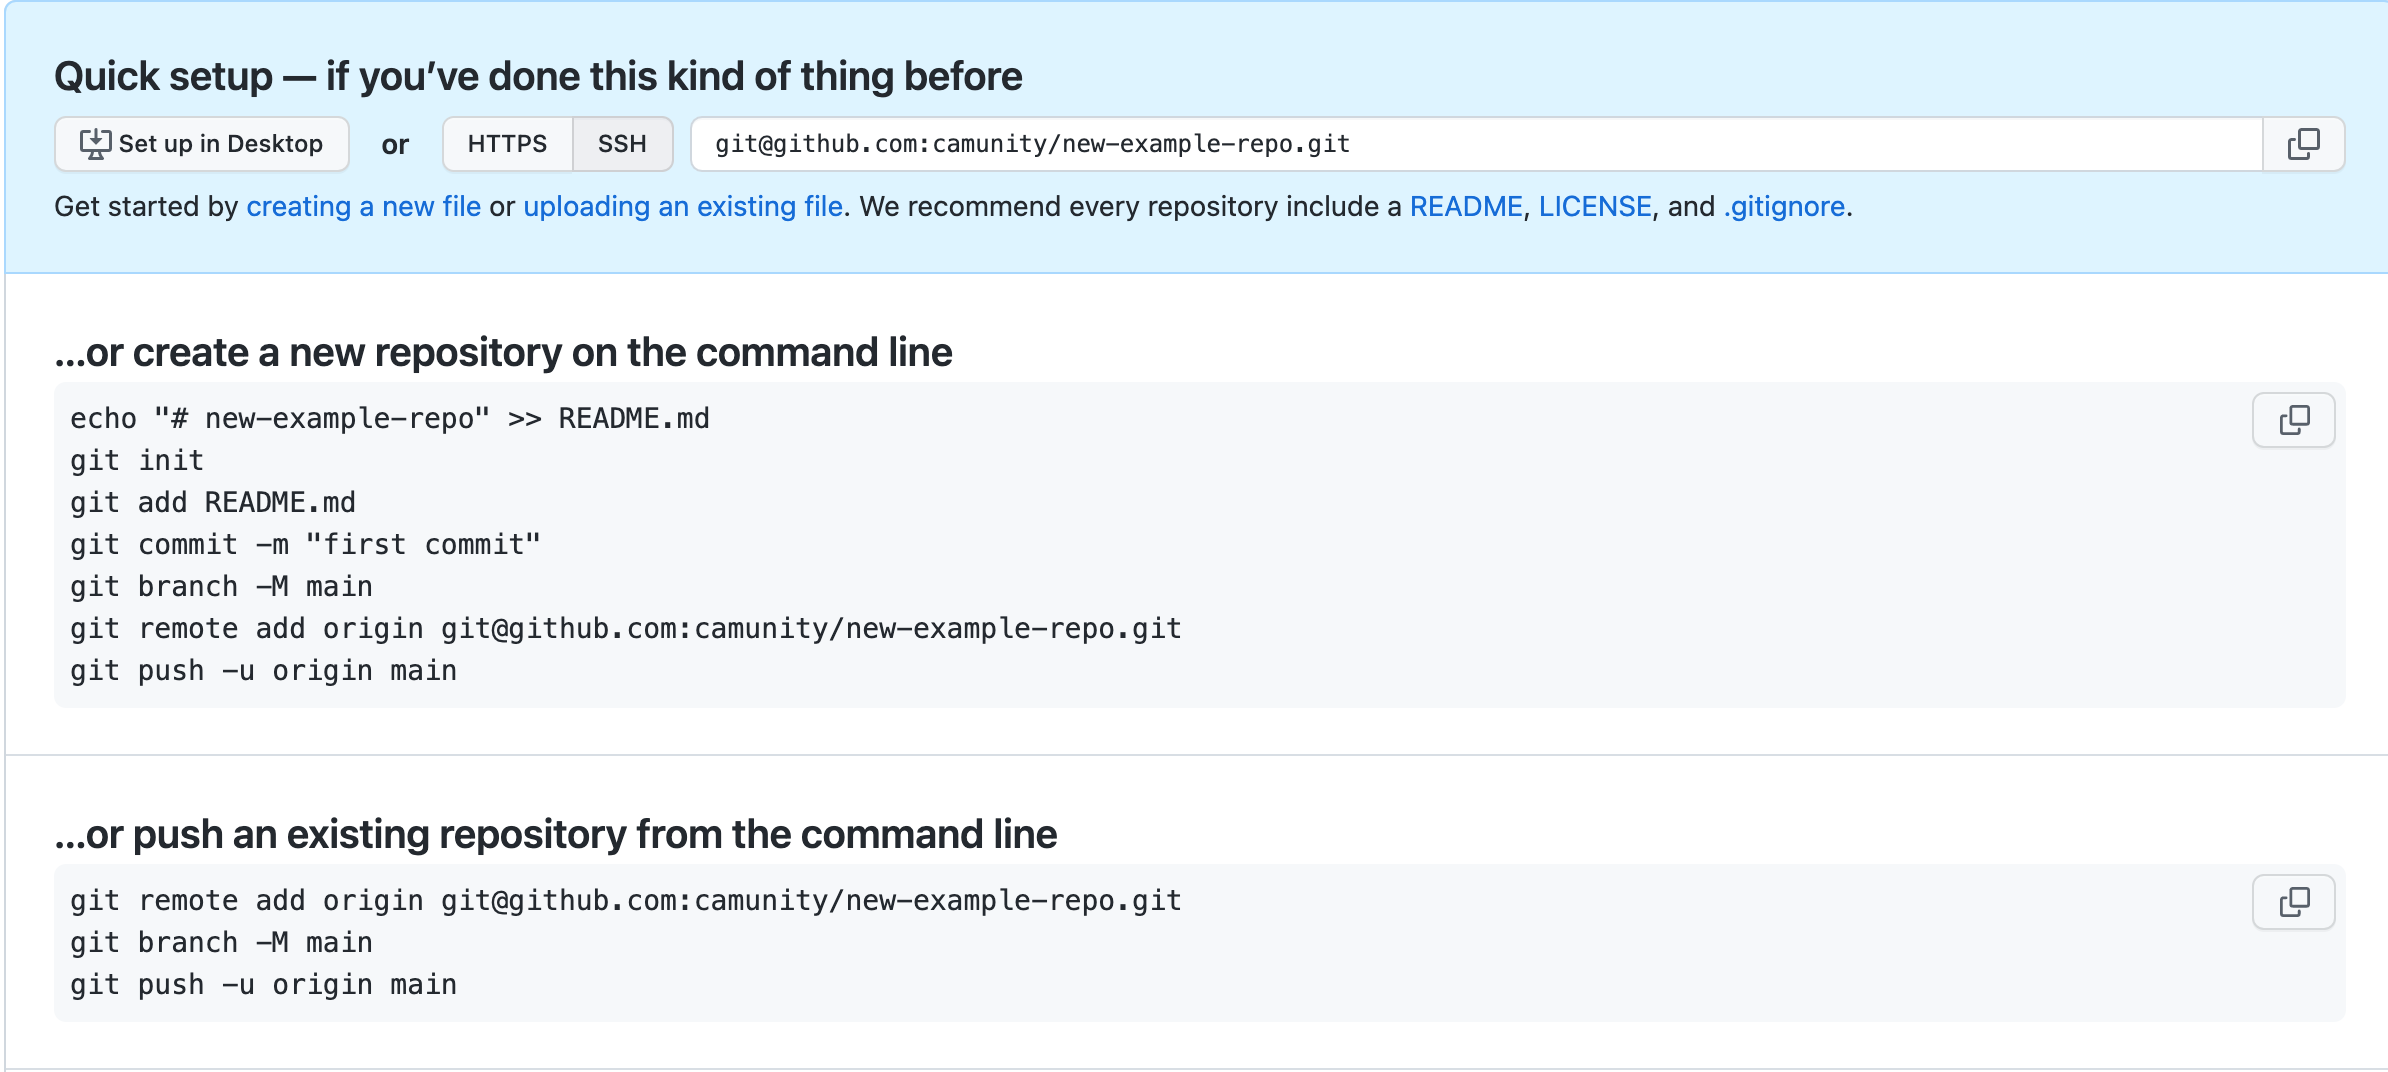 Quick setup — if you’ve done this kind of thing before
Set up in Desktop or HTTPS SSH git@github.com:camunity/new-example-repo.git
Get started by creating a new file or uploading an existing file. We recommend every repository include a README, LICENSE, and .gitignore.
…or create a new repository on the command line
echo "# new-example-repo" >> README.md
git init
git add README.md
git commit -m "first commit"
git branch -M main
git remote add origin git@github.com:camunity/new-example-repo.git
git push -u origin main
…or push an existing repository from the command line
git remote add origin git@github.com:camunity/new-example-repo.git
git branch -M main
git push -u origin main